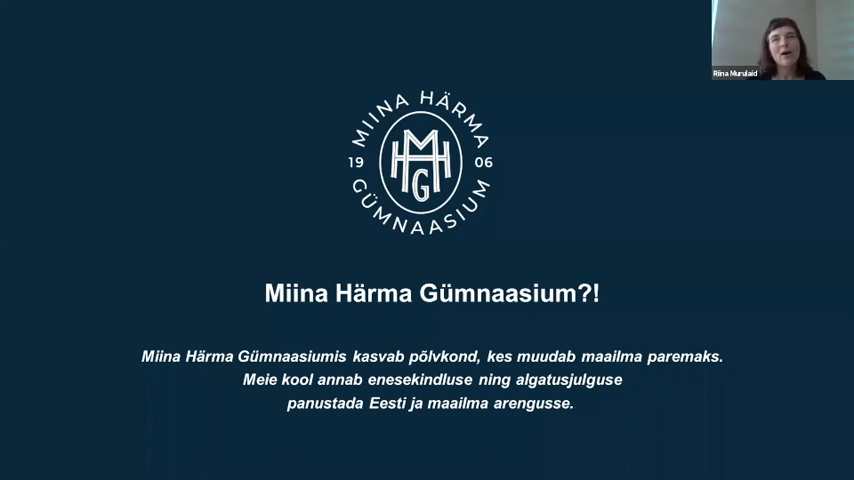 Riina Murulaid
MIINA HÄRMA
19 06
MHG
GÜMNAASIUM
Miina Härma Gümnaasium?!
Miina Härma Gümnaasiumis kasvab põlvkond, kes muudab maailma paremaks.
Meie kool annab enesekindluse ning algatusjulguse
panustada Eesti ja maailma arengusse.